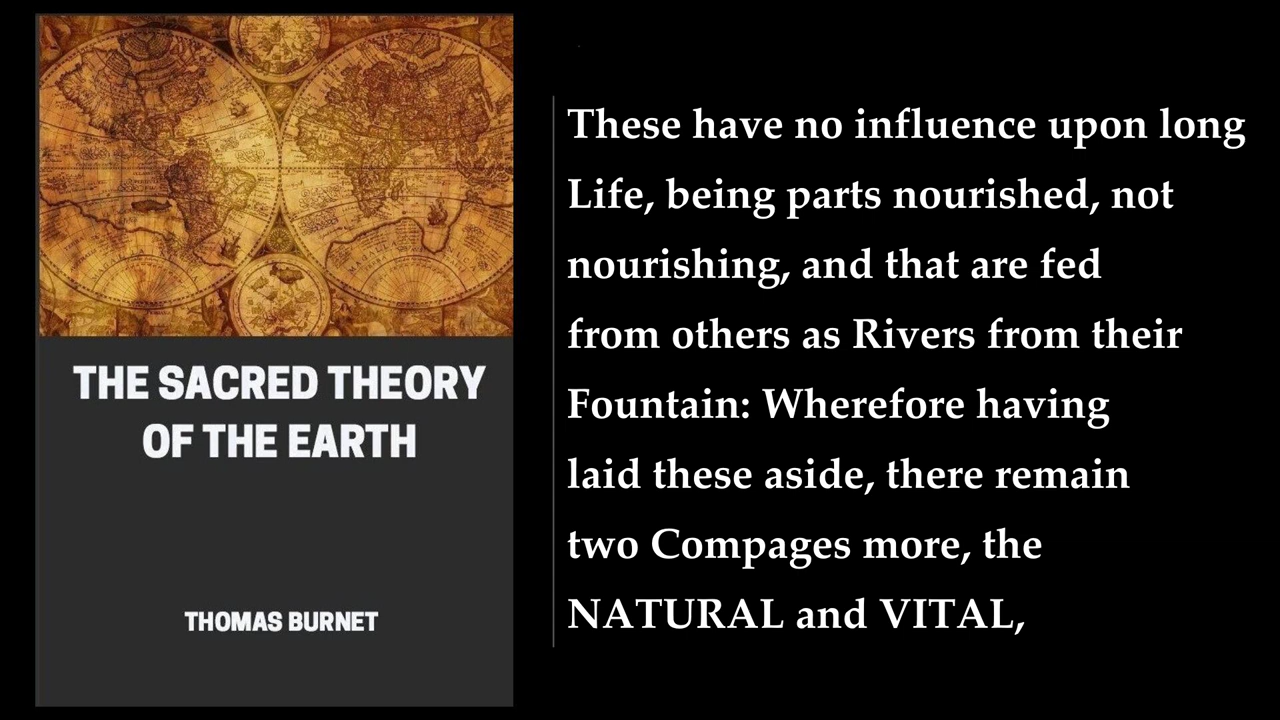 THE SACRED THEORY
OF THE EARTH
THOMAS BURNET
These have no influence upon long
Life, being parts nourished, not
nourishing, and that are fed
from others as Rivers from their
Fountain: Wherefore having
laid these aside, there remain
two Compages more, the
NATURAL and VITAL,